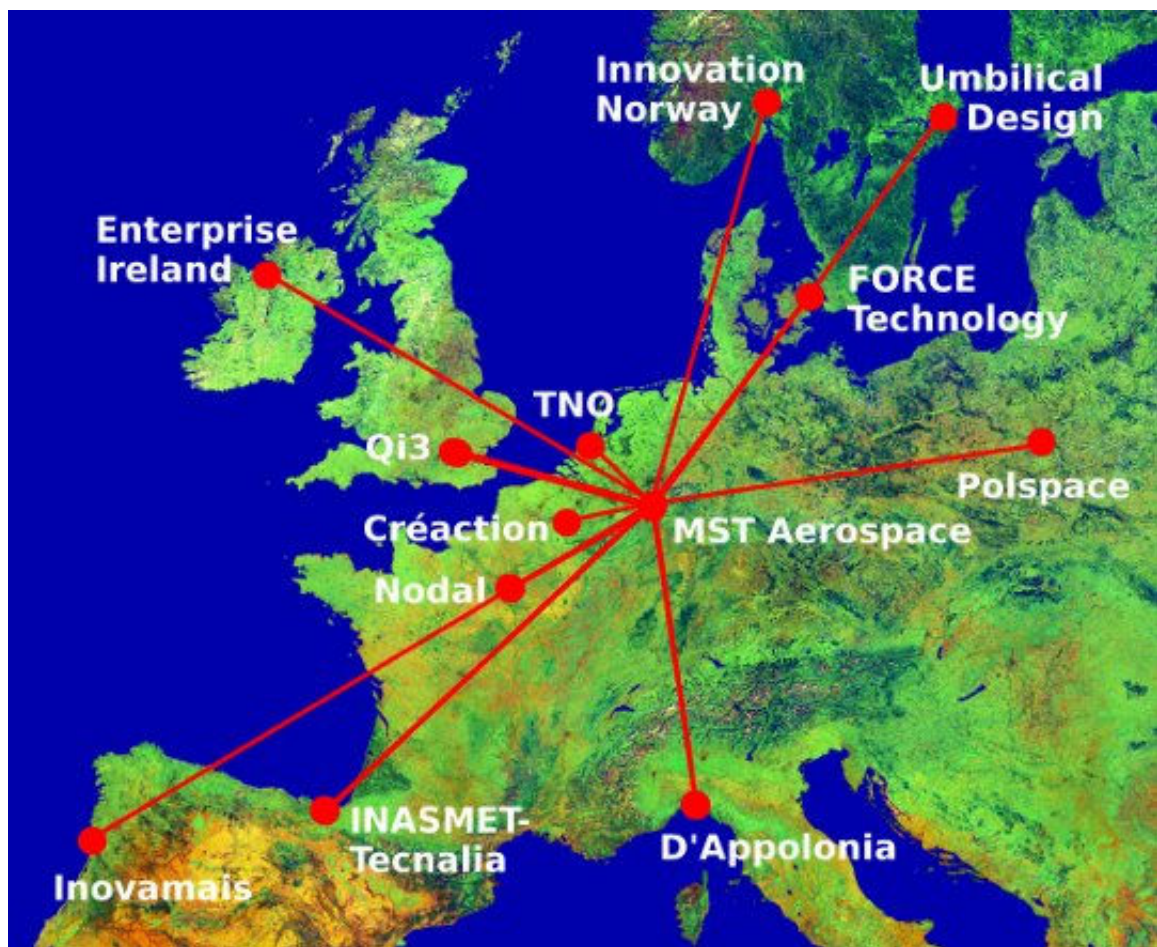 Innovation
Norway
Umbilical
Design
Enterprise
Ireland
FORCE
Technology
TNO
Qi3
Polspace
Créaction
MST Aerospace
Nodal
INASMET-
Tecnalia
D'Appolonia
Inovamais